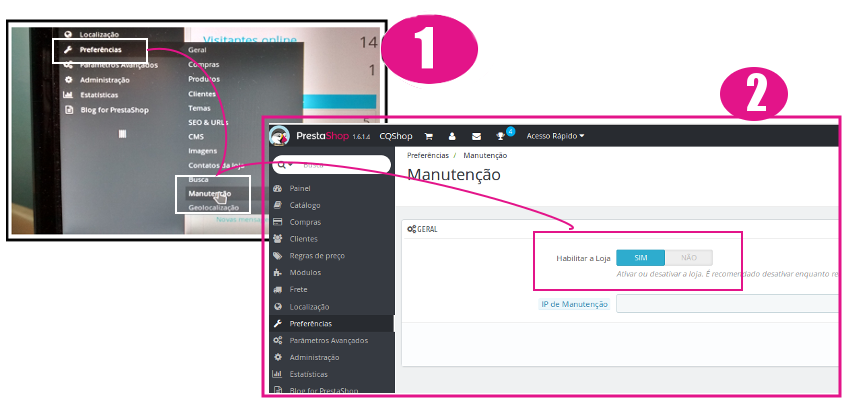 1
Localização
Visitantes online
14
Preferências
Geral
Parâmetros Avançados
Compras
1
Administração
Produtos
Estatísticas
Clientes
Blog for PrestaShop
Temas
SEO & URLs
CMS
Imagens
Contatos da loja
Busca
Manutenção
Geolocalização
2
PrestaShop 1.6.1.4 CQShop 4 Acesso Rápido
Preferências / Manutenção
Manutenção
Busca
Painel
Catálogo
Compras
Clientes
Regras de preço
Módulos
Frete
Localização
Preferências
Parâmetros Avançados
Administração
Estatísticas
Blog for PrestaShop
GERAL
Habilitar a Loja SIM NÃO
Ativar ou desativar a loja. É recomendado desativar enquanto re
IP de Manutenção